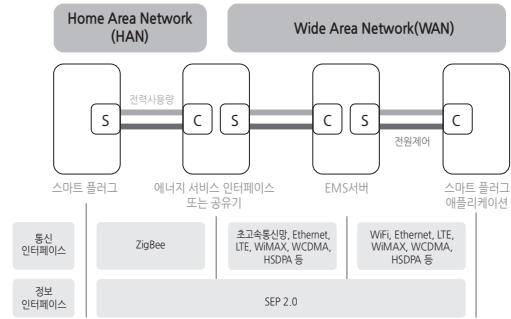 Home Area Network
(HAN)
Wide Area Network(WAN)
전력사용량
S
C
S
C
S
C
전원제어
스마트 플러그
에너지 서비스 인터페이스
또는 공유기
EMS서버
스마트 플러그
애플리케이션
통신
인터페이스
ZigBee
초고속통신망, Ethernet,
LTE, WiMAX, WCDMA,
HSDPA 등
WiFi, Ethernet, LTE,
WiMAX, WCDMA,
HSDPA 등
정보
인터페이스
SEP 2.0